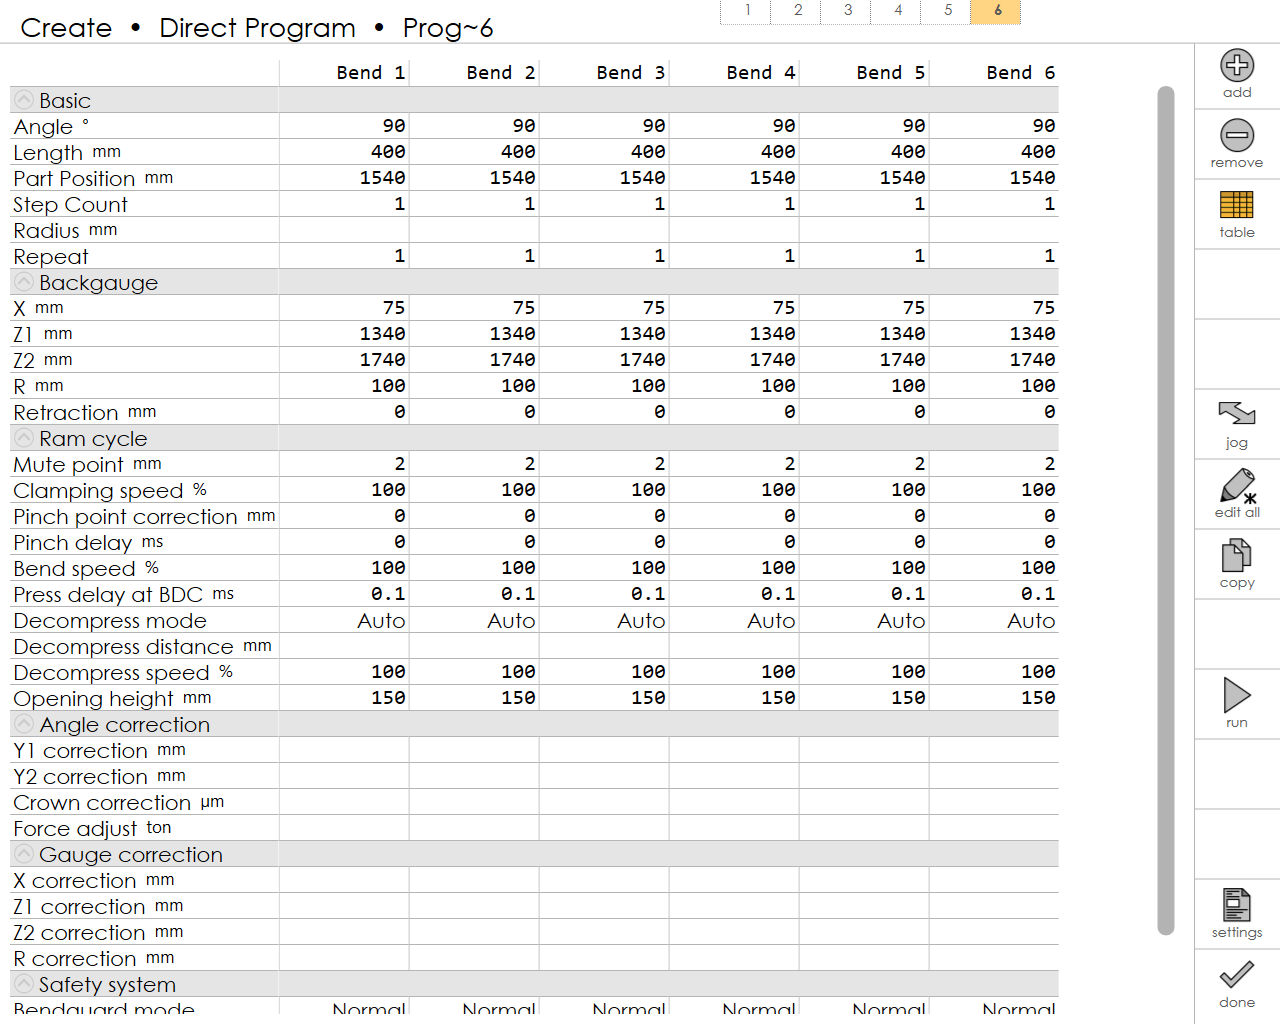 Create • Direct Program • Prog~6
1 2 3 4 5 6
Bend 1 Bend 2 Bend 3 Bend 4 Bend 5 Bend 6
Basic
Angle ° 90 90 90 90 90 90
Length mm 400 400 400 400 400 400
Part Position mm 1540 1540 1540 1540 1540 1540
Step Count 1 1 1 1 1 1
Radius mm
Repeat 1 1 1 1 1 1
Backgauge
X mm 75 75 75 75 75 75
Z1 mm 1340 1340 1340 1340 1340 1340
Z2 mm 1740 1740 1740 1740 1740 1740
R mm 100 100 100 100 100 100
Retraction mm 0 0 0 0 0 0
Ram cycle
Mute point mm 2 2 2 2 2 2
Clamping speed % 100 100 100 100 100 100
Pinch point correction mm 0 0 0 0 0 0
Pinch delay ms 0 0 0 0 0 0
Bend speed % 100 100 100 100 100 100
Press delay at BDC ms 0.1 0.1 0.1 0.1 0.1 0.1
Decompress mode Auto Auto Auto Auto Auto Auto
Decompress distance mm
Decompress speed % 100 100 100 100 100 100
Opening height mm 150 150 150 150 150 150
Angle correction
Y1 correction mm
Y2 correction mm
Crown correction µm
Force adjust ton
Gauge correction
X correction mm
Z1 correction mm
Z2 correction mm
R correction mm
Safety system
Bendguard mode Normal Normal Normal Normal Normal Normal
add
remove
table
jog
edit all
copy
run
settings
done